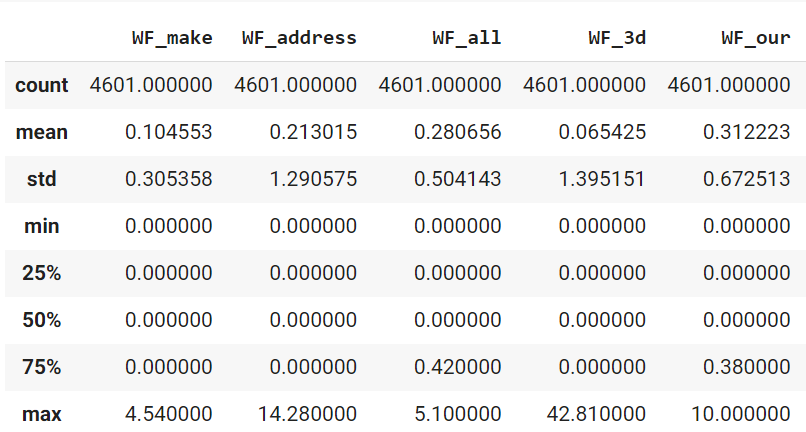 WF_make WF_address WF_all WF_3d WF_our
count 4601.000000 4601.000000 4601.000000 4601.000000 4601.000000
mean 0.104553 0.213015 0.280656 0.065425 0.312223
std 0.305358 1.290575 0.504143 1.395151 0.672513
min 0.000000 0.000000 0.000000 0.000000 0.000000
25% 0.000000 0.000000 0.000000 0.000000 0.000000
50% 0.000000 0.000000 0.000000 0.000000 0.000000
75% 0.000000 0.000000 0.420000 0.000000 0.380000
max 4.540000 14.280000 5.100000 42.810000 10.000000